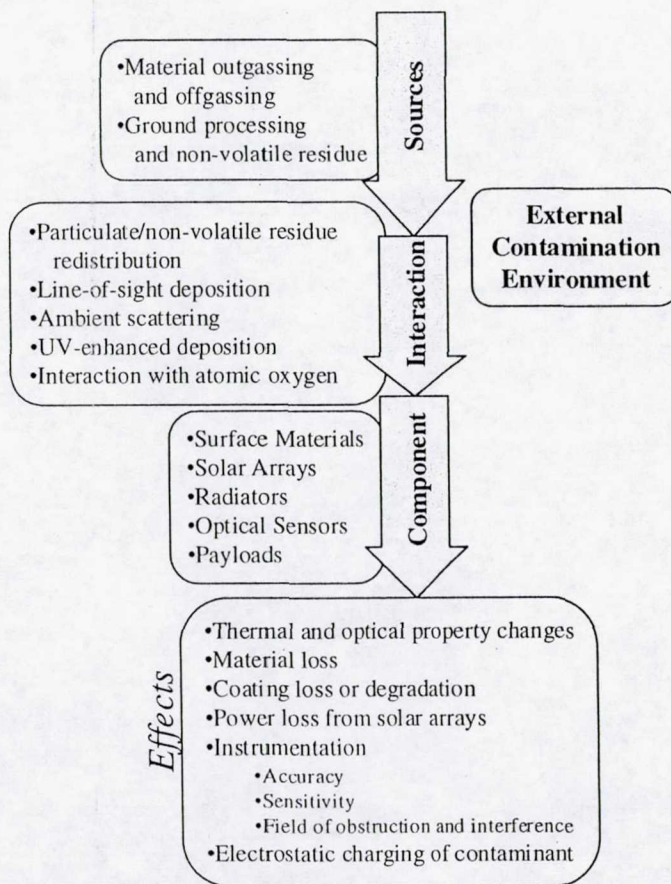 •Material outgassing
and offgassing
•Ground processing
and non-volatile residue
Sources
External
Contamination
Environment
•Particulate/non-volatile residue
redistribution
•Line-of-sight deposition
•Ambient scattering
•UV-enhanced deposition
•Interaction with atomic oxygen
Interaction
•Surface Materials
•Solar Arrays
•Radiators
•Optical Sensors
•Payloads
Component
Effects
•Thermal and optical property changes
•Material loss
•Coating loss or degradation
•Power loss from solar arrays
•Instrumentation
•Accuracy
•Sensitivity
•Field of obstruction and interference
•Electrostatic charging of contaminant